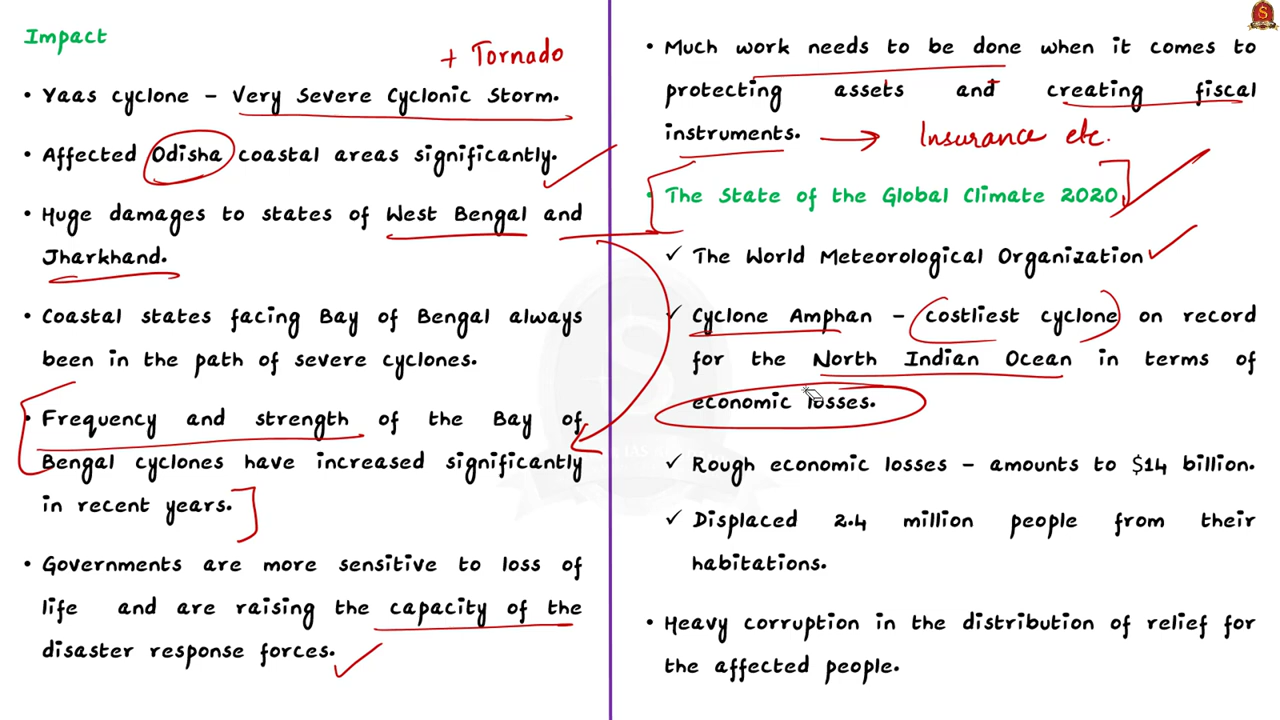 Impact
+ Tornado
• Yaas cyclone – Very Severe Cyclonic Storm.
• Affected Odisha coastal areas significantly.
• Huge damages to states of West Bengal and
Jharkhand.
• Coastal states facing Bay of Bengal always
been in the path of severe cyclones.
• Frequency and strength of the Bay of
Bengal cyclones have increased significantly
in recent years.
• Governments are more sensitive to loss of
life and are raising the capacity of the
disaster response forces.
• Much work needs to be done when it comes to
protecting assets and creating fiscal
instruments. → Insurance etc.
• The State of the Global Climate 2020
✓ The World Meteorological Organization
✓ Cyclone Amphan – costliest cyclone on record
for the North Indian Ocean in terms of
economic losses.
✓ Rough economic losses – amounts to $14 billion.
✓ Displaced 2.4 million people from their
habitations.
• Heavy corruption in the distribution of relief for
the affected people.